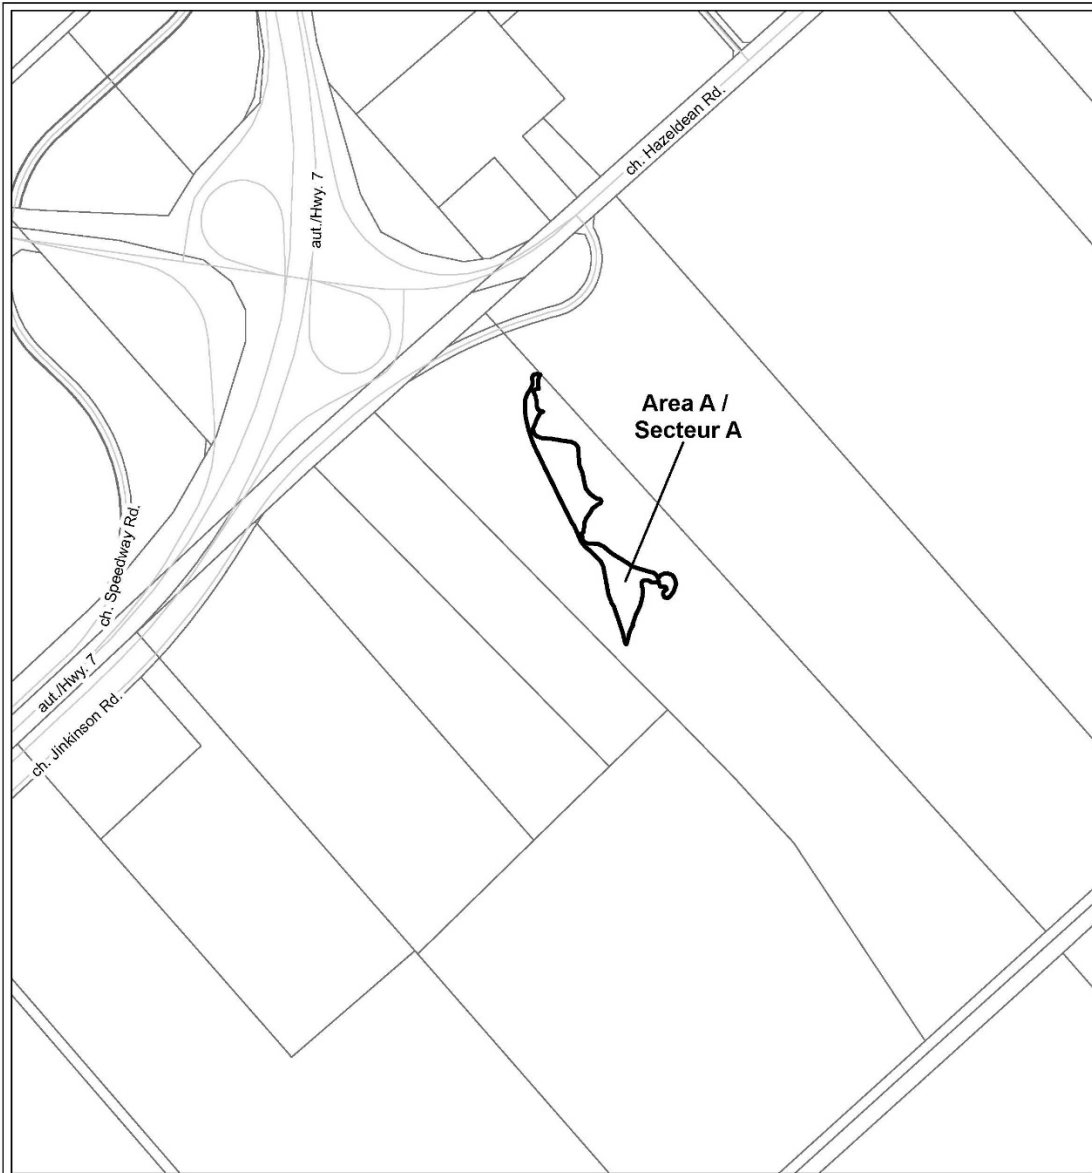 ch. Hazeldean Rd.
aut./Hwy. 7
Area A /
Secteur A
ch. Speedway Rd.
aut./Hwy. 7
ch. Jinkinson Rd.